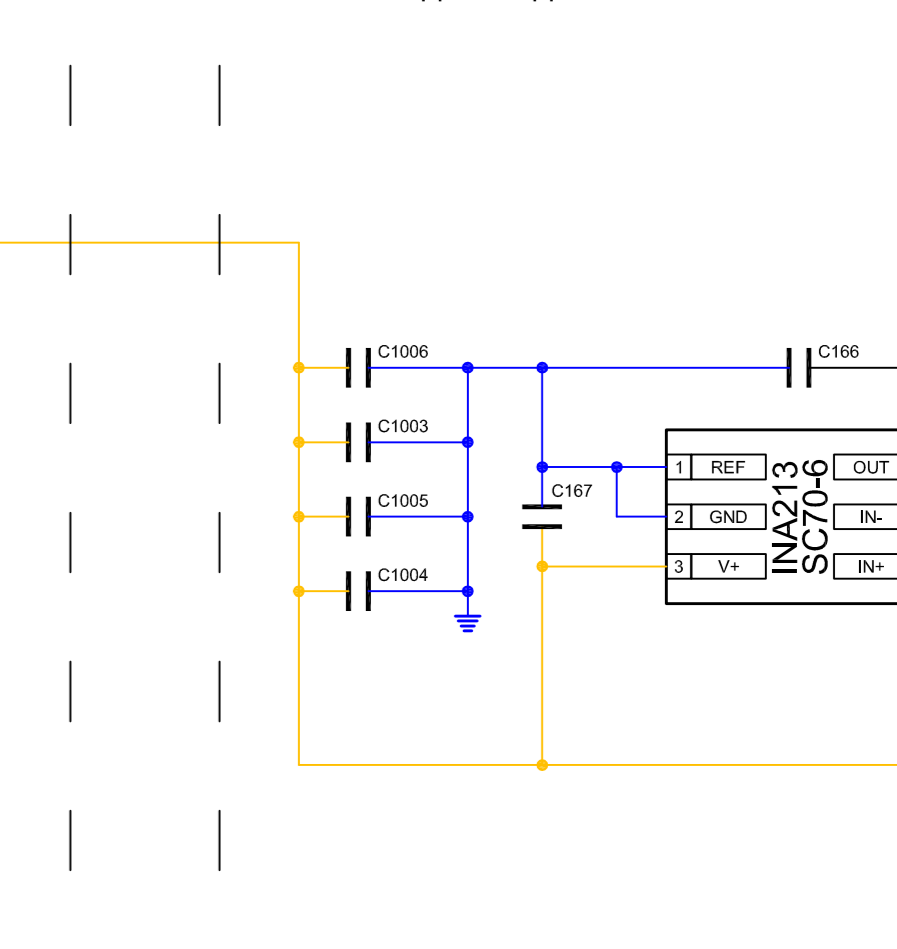 C1006
C166
C1003
1 REF
OUT
C167
C1005
2 GND
IN-
INA213
SC70-6
3 V+
IN+
C1004